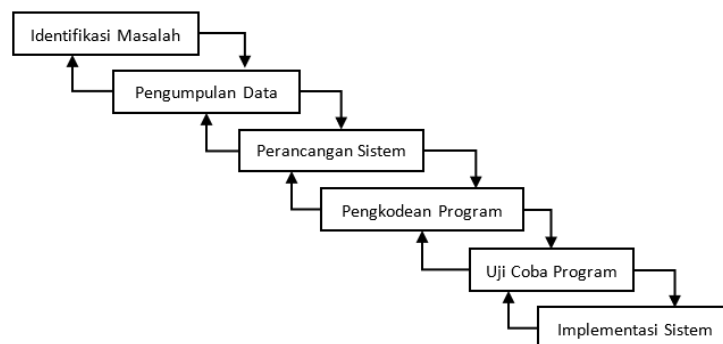 Identifikasi Masalah
Pengumpulan Data
Perancangan Sistem
Pengkodean Program
Uji Coba Program
Implementasi Sistem